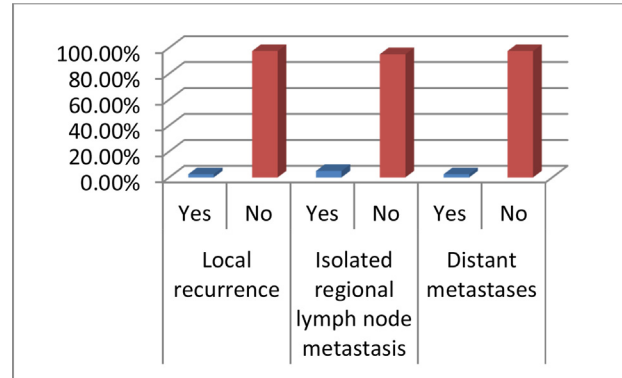 100.00%
80.00%
60.00%
40.00%
20.00%
0.00%
Yes No Yes No Yes No
Local recurrence
Isolated regional lymph node metastasis
Distant metastases